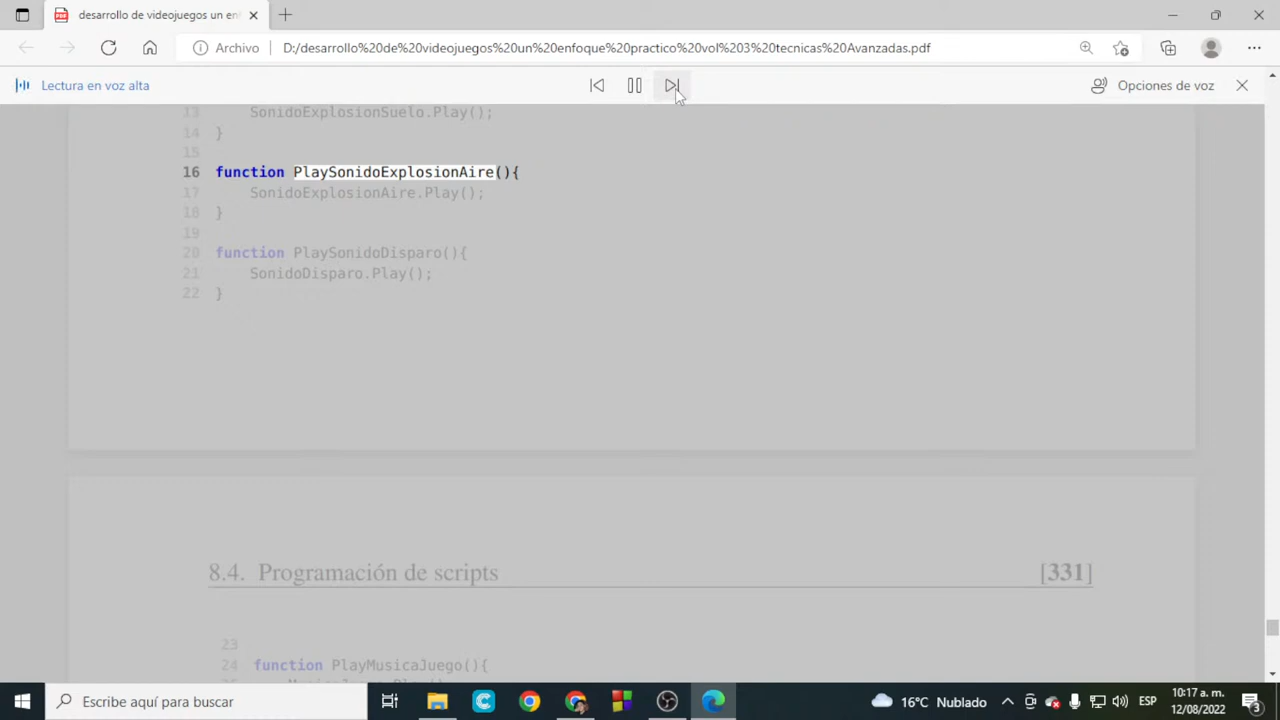 desarrollo de videojuegos un en
Archivo
D:/desarrollo%20de%20videojuegos%20un%20enfoque%20practico%20vol%203%20tecnicas%20Avanzadas.pdf
Lectura en voz alta
Opciones de voz
13 SonidoExplosionSuelo.Play();
14 }
15
16 function PlaySonidoExplosionAire(){
17 SonidoExplosionAire.Play();
18 }
19
20 function PlaySonidoDisparo(){
21 SonidoDisparo.Play();
22 }
8.4. Programación de scripts [331]
23
24 function PlayMusicaJuego(){
Escribe aquí para buscar
16°C Nublado
ESP
10:17 a. m.
12/08/2022
3